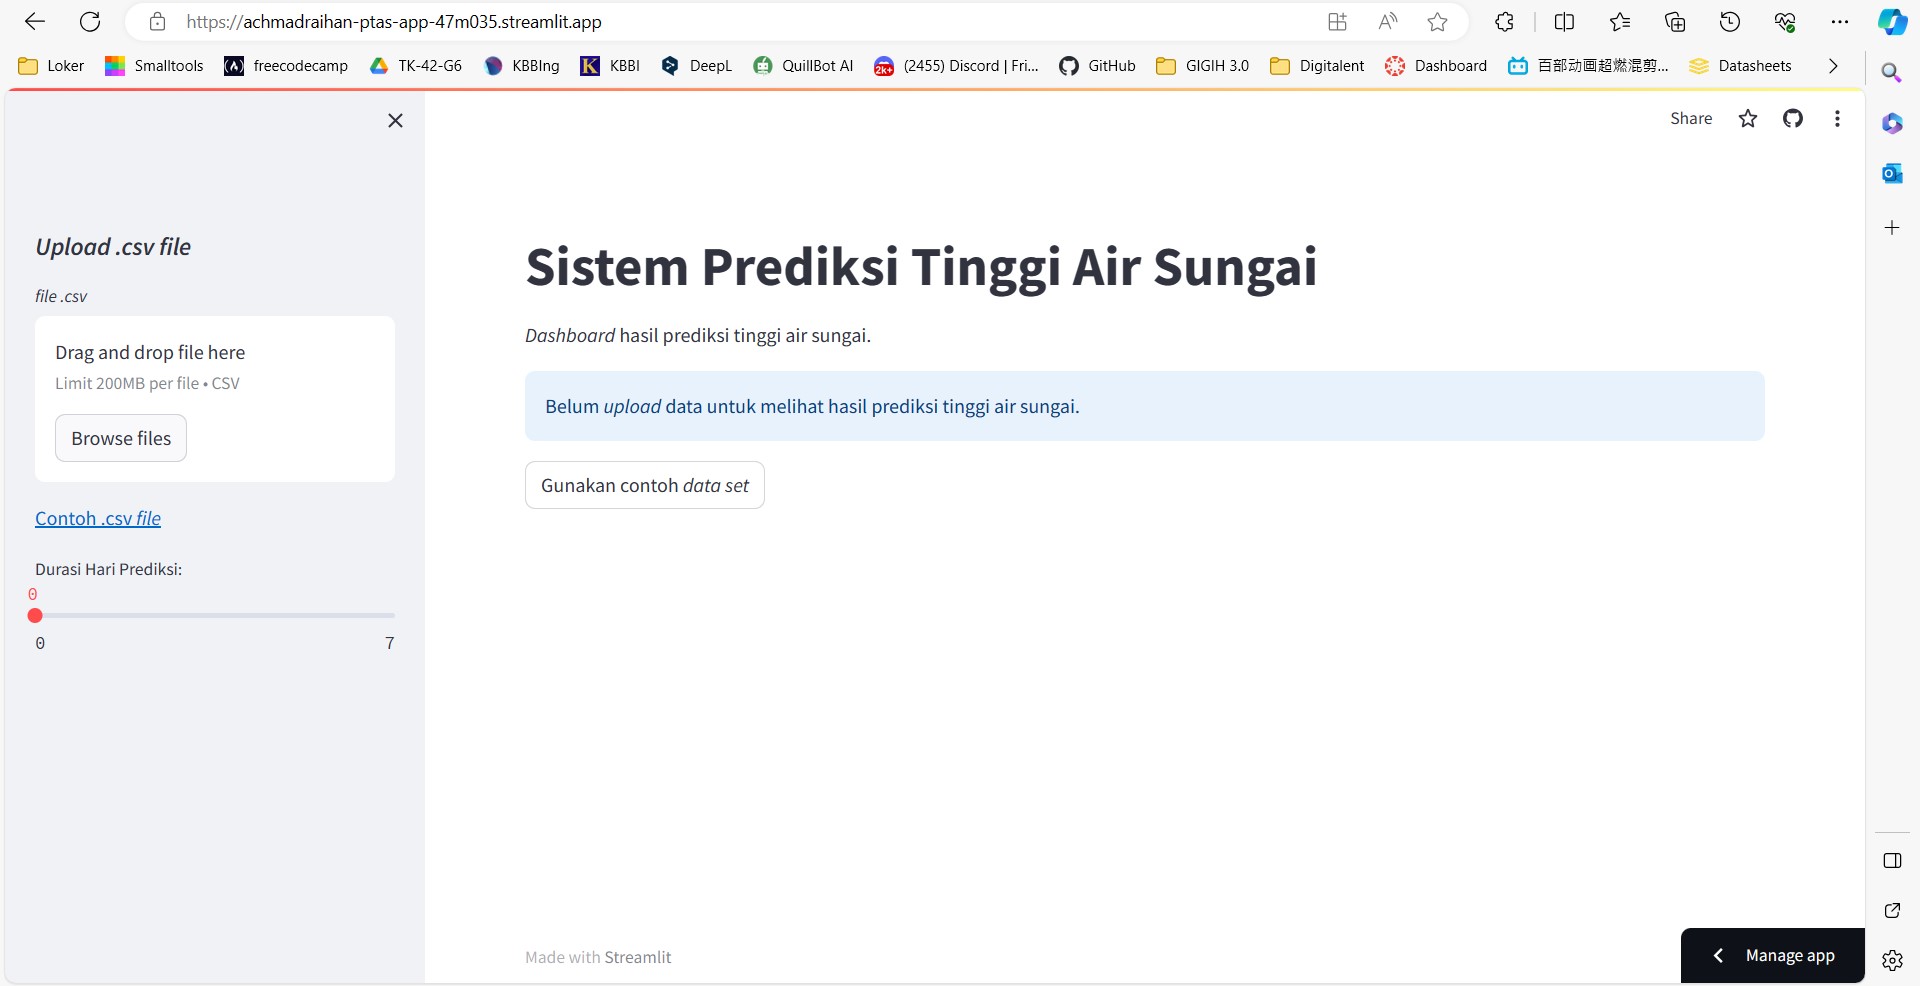 https://achmadraihan-ptas-app-47m035.streamlit.app
Loker Smalltools freecodecamp TK-42-G6 KBBIng KBBI DeepL QuillBot AI (2455) Discord | Fri... GitHub GIGIH 3.0 Digitalent Dashboard 百部动画超燃混剪... Datasheets
Share
Upload .csv file
file .csv
Drag and drop file here
Limit 200MB per file • CSV
Browse files
Contoh .csv file
Durasi Hari Prediksi:
0
0 7
Sistem Prediksi Tinggi Air Sungai
Dashboard hasil prediksi tinggi air sungai.
Belum upload data untuk melihat hasil prediksi tinggi air sungai.
Gunakan contoh data set
Made with Streamlit
Manage app